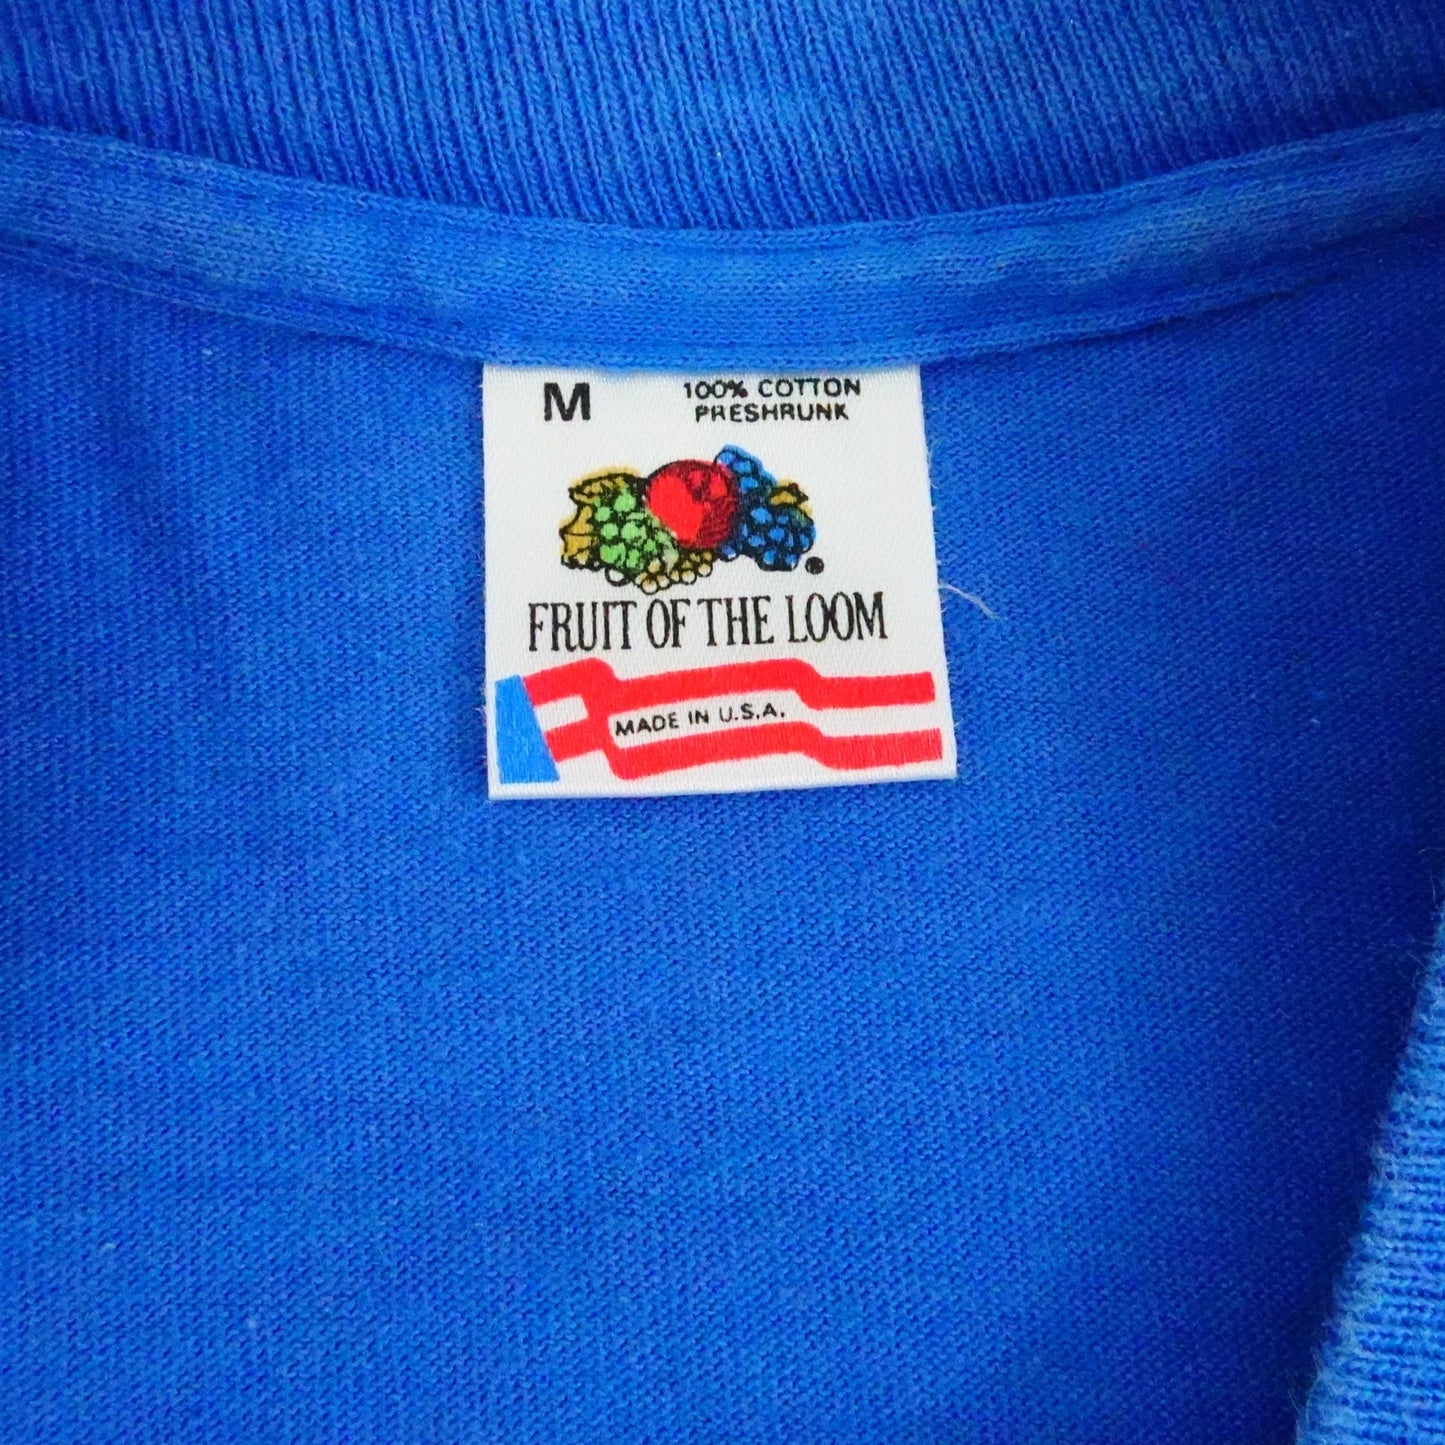 M
100% COTTON
PRESHRUNK
FRUIT OF THE LOOM
MADE IN U.S.A.